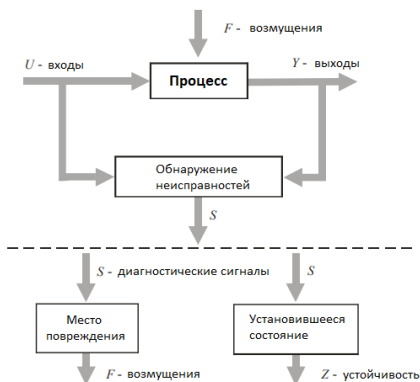 F - возмущения
U - входы
Процесс
Y - выходы
Обнаружение
неисправностей
S
S - диагностические сигналы
S
Место
повреждения
Установившееся
состояние
F - возмущения
Z - устойчивость